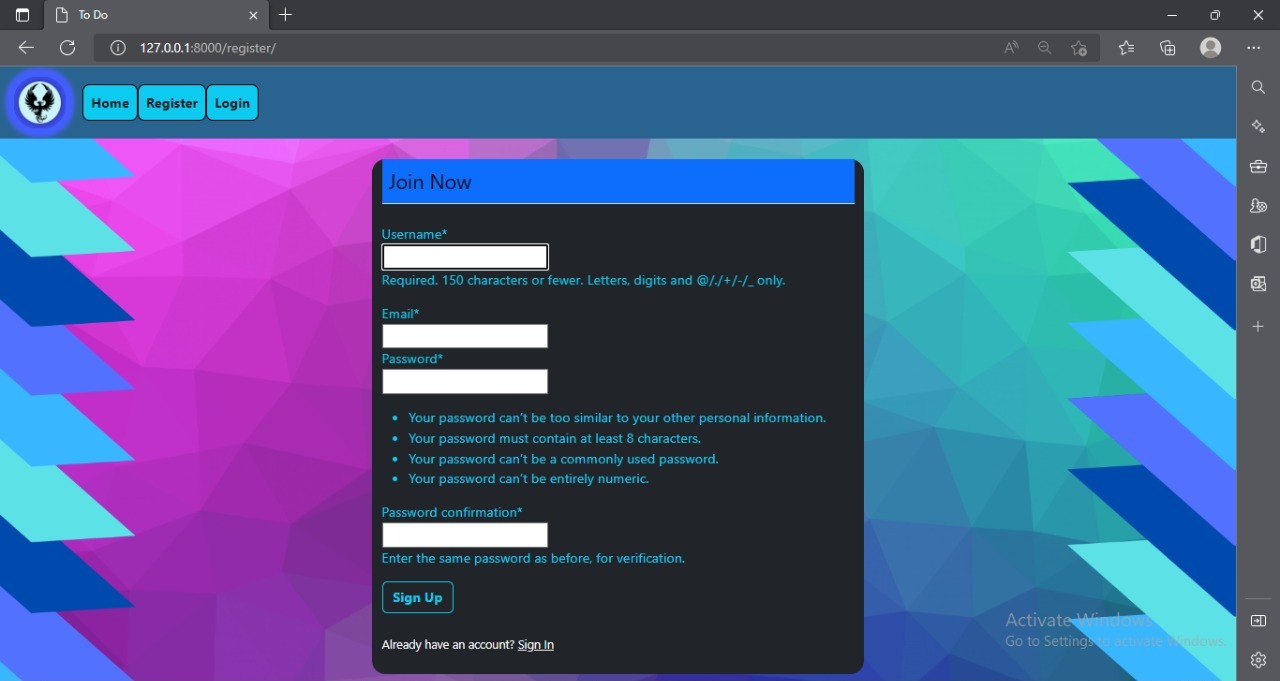 To Do
127.0.0.1:8000/register/
Home Register Login
Join Now
Username*
Required. 150 characters or fewer. Letters, digits and @/./+/-/_ only.
Email*
Password*
Your password can't be too similar to your other personal information.
Your password must contain at least 8 characters.
Your password can't be a commonly used password.
Your password can't be entirely numeric.
Password confirmation*
Enter the same password as before, for verification.
Sign Up
Already have an account? Sign In
Activate Windows
Go to Settings to activate Windows.